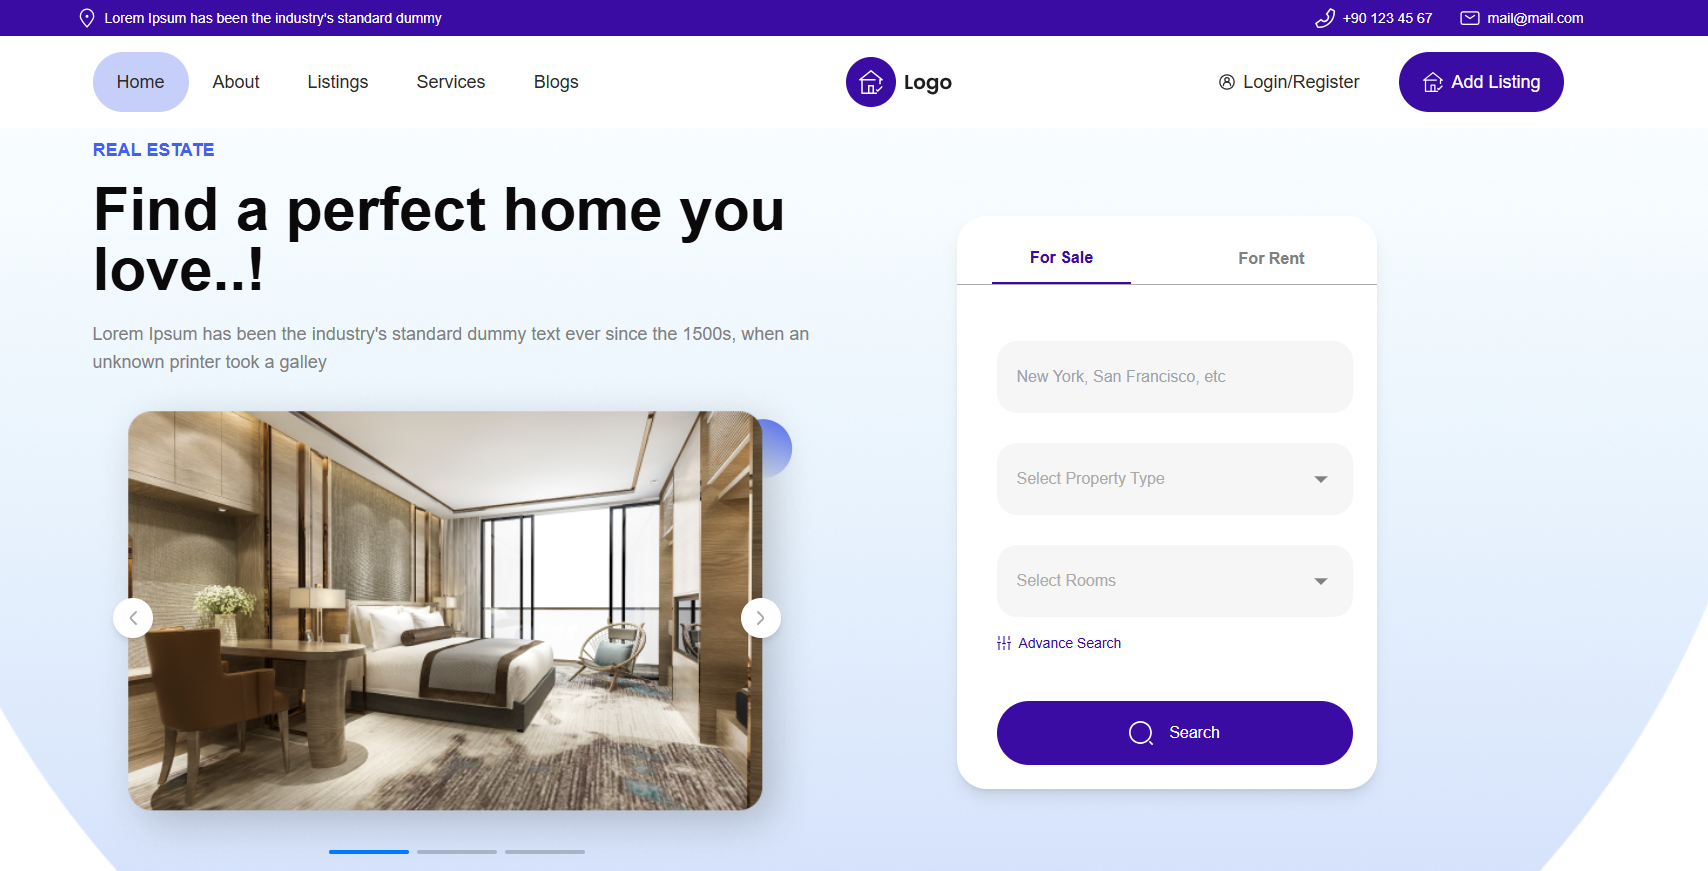 Lorem Ipsum has been the industry's standard dummy
+90 123 45 67
mail@mail.com
Home
About
Listings
Services
Blogs
Logo
Login/Register
Add Listing
REAL ESTATE
Find a perfect home you
love..!
Lorem Ipsum has been the industry's standard dummy text ever since the 1500s, when an
unknown printer took a galley
For Sale
For Rent
New York, San Francisco, etc
Select Property Type
Select Rooms
Advance Search
Search